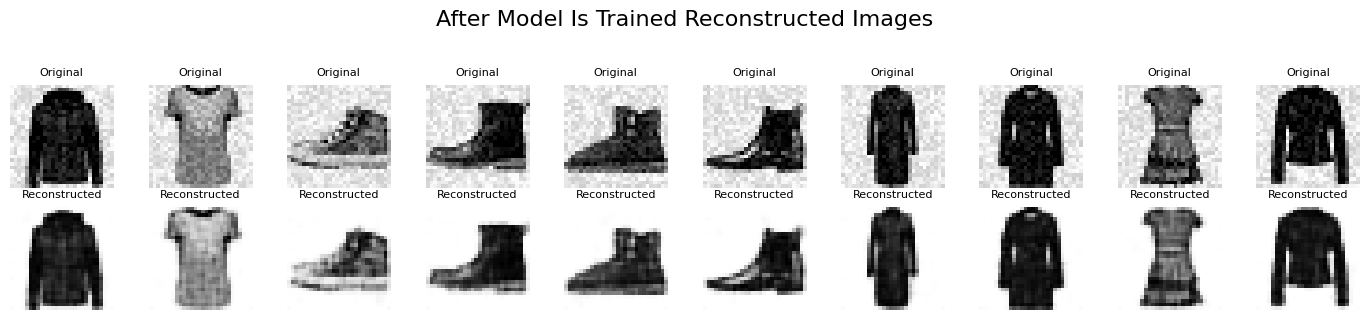 After Model Is Trained Reconstructed Images
Original Original Original Original Original Original Original Original Original Original
Reconstructed Reconstructed Reconstructed Reconstructed Reconstructed Reconstructed Reconstructed Reconstructed Reconstructed Reconstructed